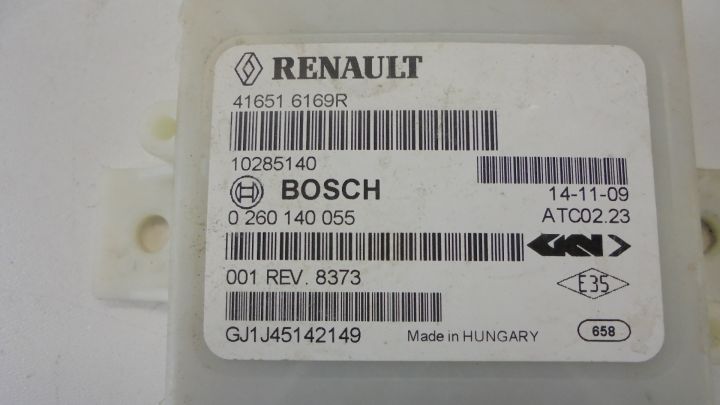 RENAULT
41651 6169R
10285140
BOSCH
14-11-09
0 260 140 055
ATC02.23
GKN
001 REV. 8373
E35
GJ1J45142149
Made in HUNGARY
658